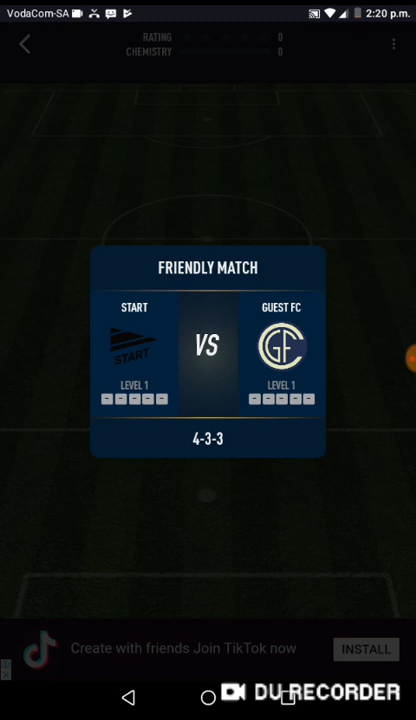 VodaCom-SA 2:20 p.m.
RATING 0
CHEMISTRY 0
FRIENDLY MATCH
START VS GUEST FC
START GFC
LEVEL 1 LEVEL 1
- - - - - - - - - -
4-3-3
Create with friends Join TikTok now INSTALL
DU RECORDER